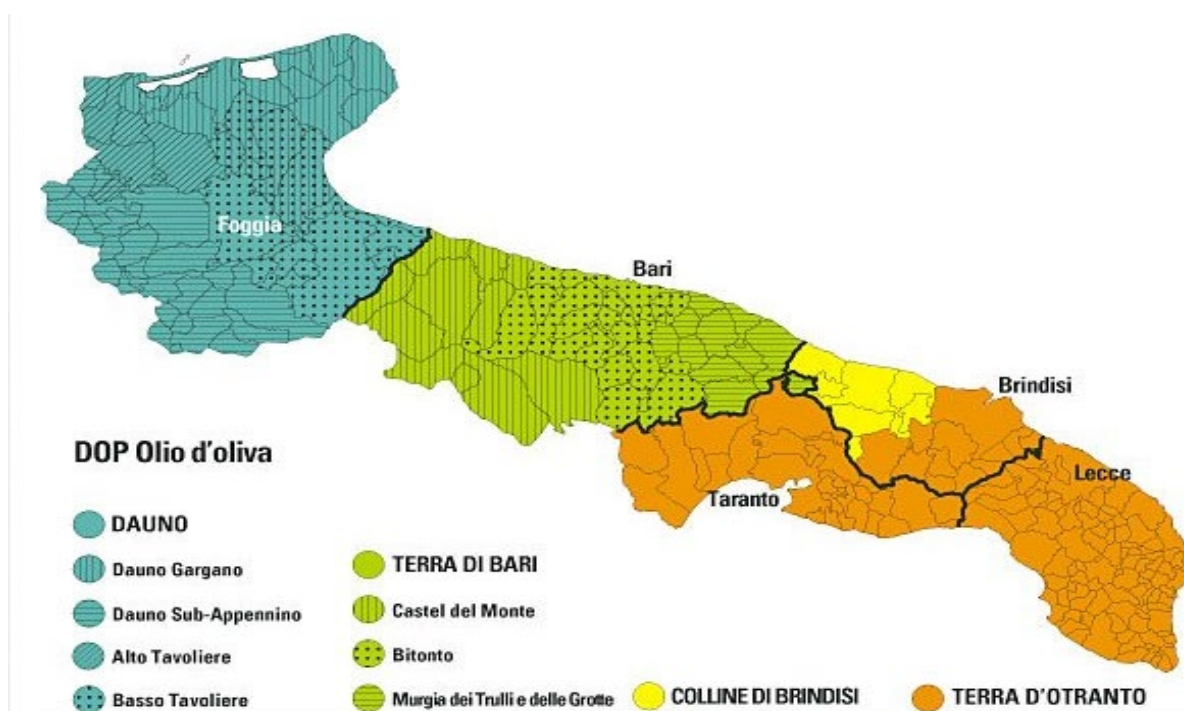 Foggia
Bari
Brindisi
Lecce
Taranto
DOP Olio d'oliva
DAUNO
Dauno Gargano
Dauno Sub-Appennino
Alto Tavoliere
Basso Tavoliere
TERRA DI BARI
Castel del Monte
Bitonto
Murgia dei Trulli e delle Grotte
COLLINE DI BRINDISI
TERRA D'OTRANTO